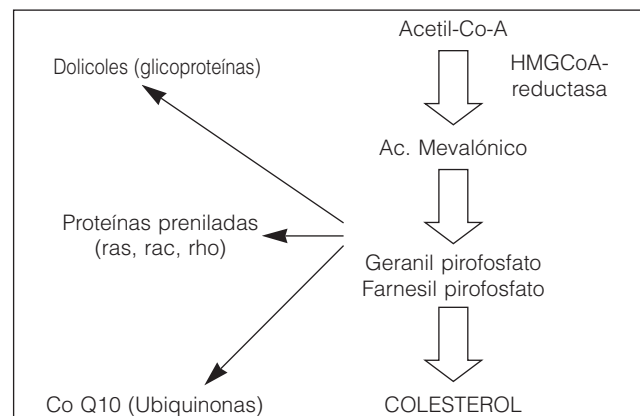 Acetil-Co-A
Dolicoles (glicoproteínas)
HMGCoA-
reductasa
Ac. Mevalónico
Proteínas preniladas
(ras, rac, rho)
Geranil pirofosfato
Farnesil pirofosfato
Co Q10 (Ubiquinonas)
COLESTEROL